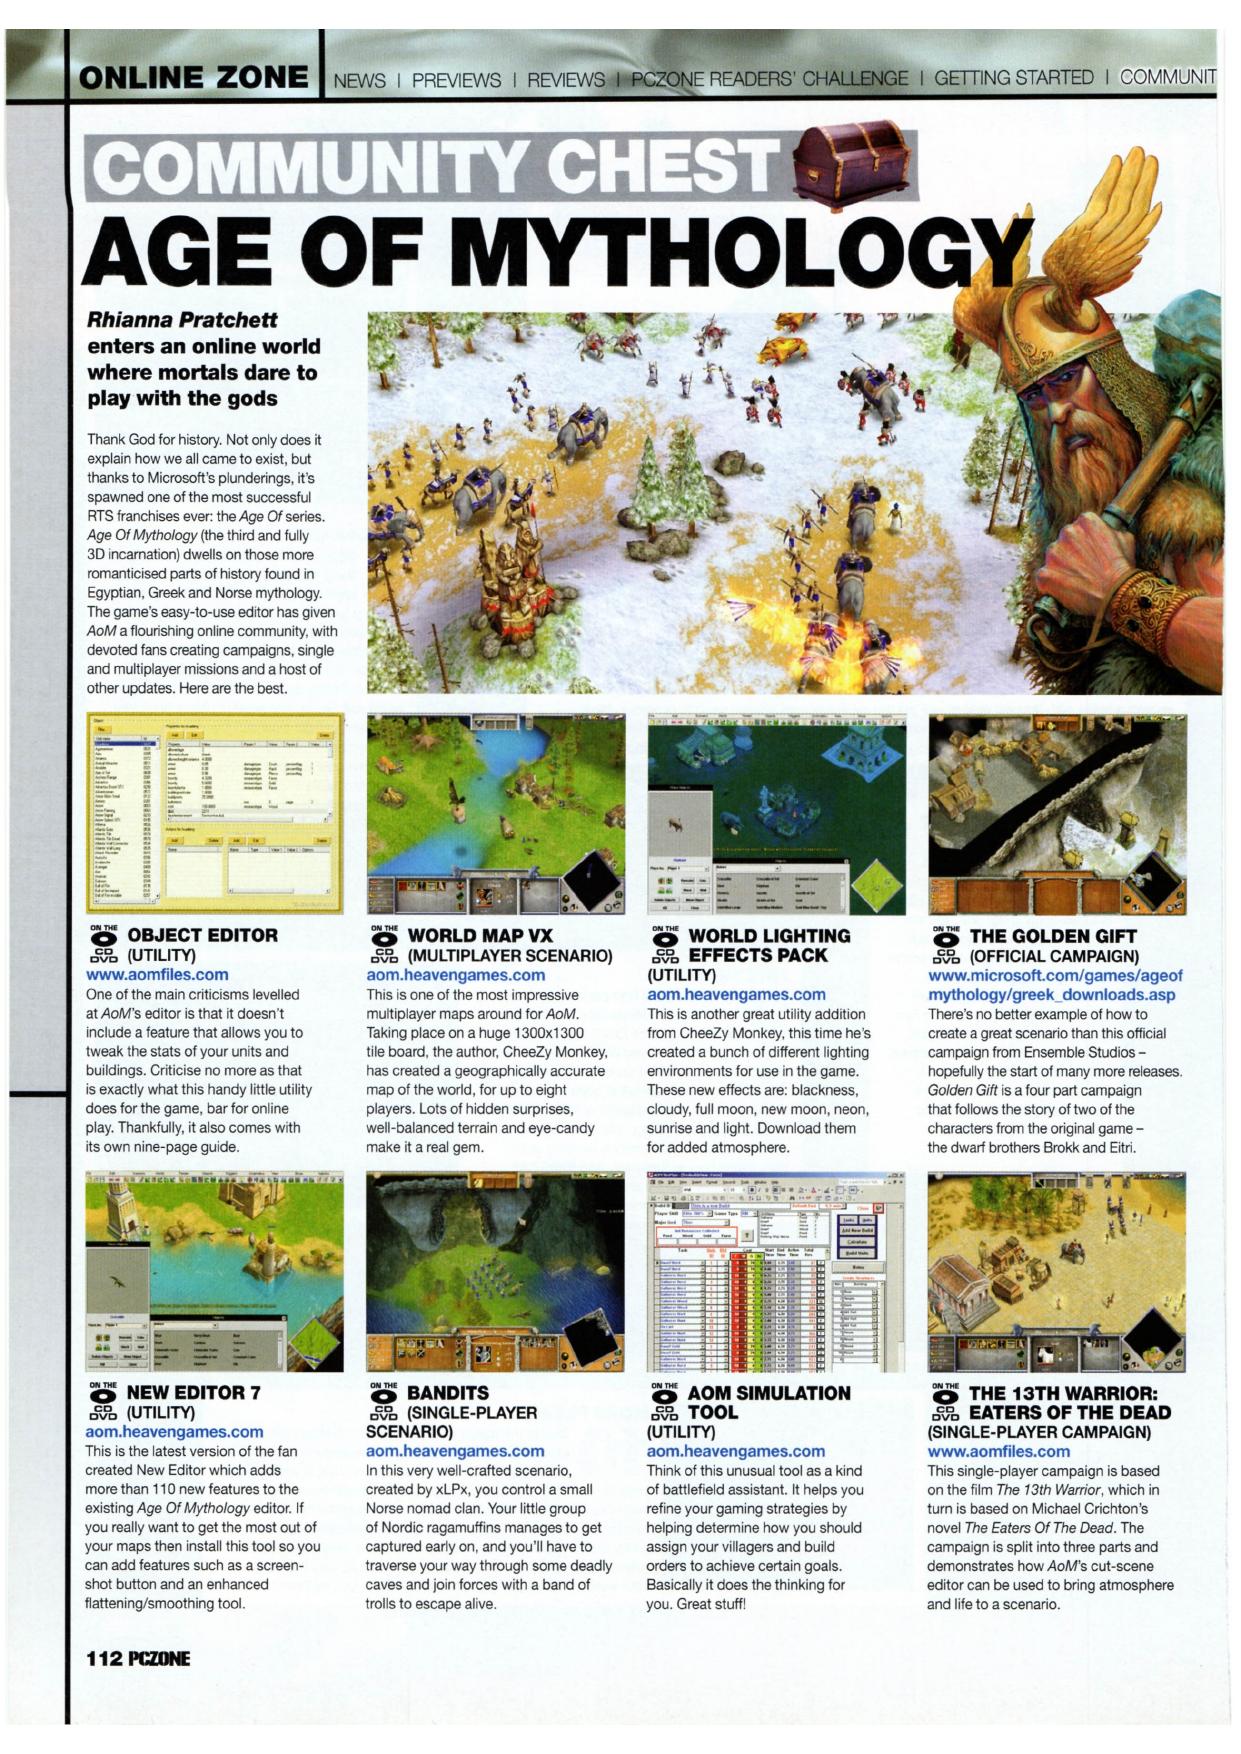 ONLINE ZONE
NEWS | PREVIEWS | REVIEWS | PCZONE READERS' CHALLENGE | GETTING STARTED | COMMUNIT
COMMUNITY CHEST
AGE OF MYTHOLOGY
Rhianna Pratchett
enters an online world
where mortals dare to
play with the gods
Thank God for history. Not only does it
explain how we all came to exist, but
thanks to Microsoft's plunderings, it's
spawned one of the most successful
RTS franchises ever: the Age Of series.
Age Of Mythology (the third and fully
3D incarnation) dwells on those more
romanticised parts of history found in
Egyptian, Greek and Norse mythology.
The game's easy-to-use editor has given
AoM a flourishing online community, with
devoted fans creating campaigns, single
and multiplayer missions and a host of
other updates. Here are the best.
ON THE
CD
DVD
OBJECT EDITOR
(UTILITY)
www.aomfiles.com
One of the main criticisms levelled
at AoM's editor is that it doesn't
include a feature that allows you to
tweak the stats of your units and
buildings. Criticise no more as that
is exactly what this handy little utility
does for the game, bar for online
play. Thankfully, it also comes with
its own nine-page guide.
ON THE
CD
DVD
WORLD MAP VX
(MULTIPLAYER SCENARIO)
aom.heavengames.com
This is one of the most impressive
multiplayer maps around for AoM.
Taking place on a huge 1300x1300
tile board, the author, CheeZy Monkey,
has created a geographically accurate
map of the world, for up to eight
players. Lots of hidden surprises,
well-balanced terrain and eye-candy
make it a real gem.
ON THE
CD
DVD
WORLD LIGHTING
EFFECTS PACK
(UTILITY)
aom.heavengames.com
This is another great utility addition
from CheeZy Monkey, this time he's
created a bunch of different lighting
environments for use in the game.
These new effects are: blackness,
cloudy, full moon, new moon, neon,
sunrise and light. Download them
for added atmosphere.
ON THE
CD
DVD
THE GOLDEN GIFT
(OFFICIAL CAMPAIGN)
www.microsoft.com/games/ageof
mythology/greek_downloads.asp
There's no better example of how to
create a great scenario than this official
campaign from Ensemble Studios –
hopefully the start of many more releases.
Golden Gift is a four part campaign
that follows the story of two of the
characters from the original game –
the dwarf brothers Brokk and Eitri.
ON THE
CD
DVD
NEW EDITOR 7
(UTILITY)
aom.heavengames.com
This is the latest version of the fan
created New Editor which adds
more than 110 new features to the
existing Age Of Mythology editor. If
you really want to get the most out of
your maps then install this tool so you
can add features such as a screen-
shot button and an enhanced
flattening/smoothing tool.
ON THE
CD
DVD
BANDITS
(SINGLE-PLAYER
SCENARIO)
aom.heavengames.com
In this very well-crafted scenario,
created by xLPx, you control a small
Norse nomad clan. Your little group
of Nordic ragamuffins manages to get
captured early on, and you'll have to
traverse your way through some deadly
caves and join forces with a band of
trolls to escape alive.
ON THE
CD
DVD
AOM SIMULATION
TOOL
(UTILITY)
aom.heavengames.com
Think of this unusual tool as a kind
of battlefield assistant. It helps you
refine your gaming strategies by
helping determine how you should
assign your villagers and build
orders to achieve certain goals.
Basically it does the thinking for
you. Great stuff!
ON THE
CD
DVD
THE 13TH WARRIOR:
EATERS OF THE DEAD
(SINGLE-PLAYER CAMPAIGN)
www.aomfiles.com
This single-player campaign is based
on the film The 13th Warrior, which in
turn is based on Michael Crichton's
novel The Eaters Of The Dead. The
campaign is split into three parts and
demonstrates how AoM's cut-scene
editor can be used to bring atmosphere
and life to a scenario.
112 PCZONE